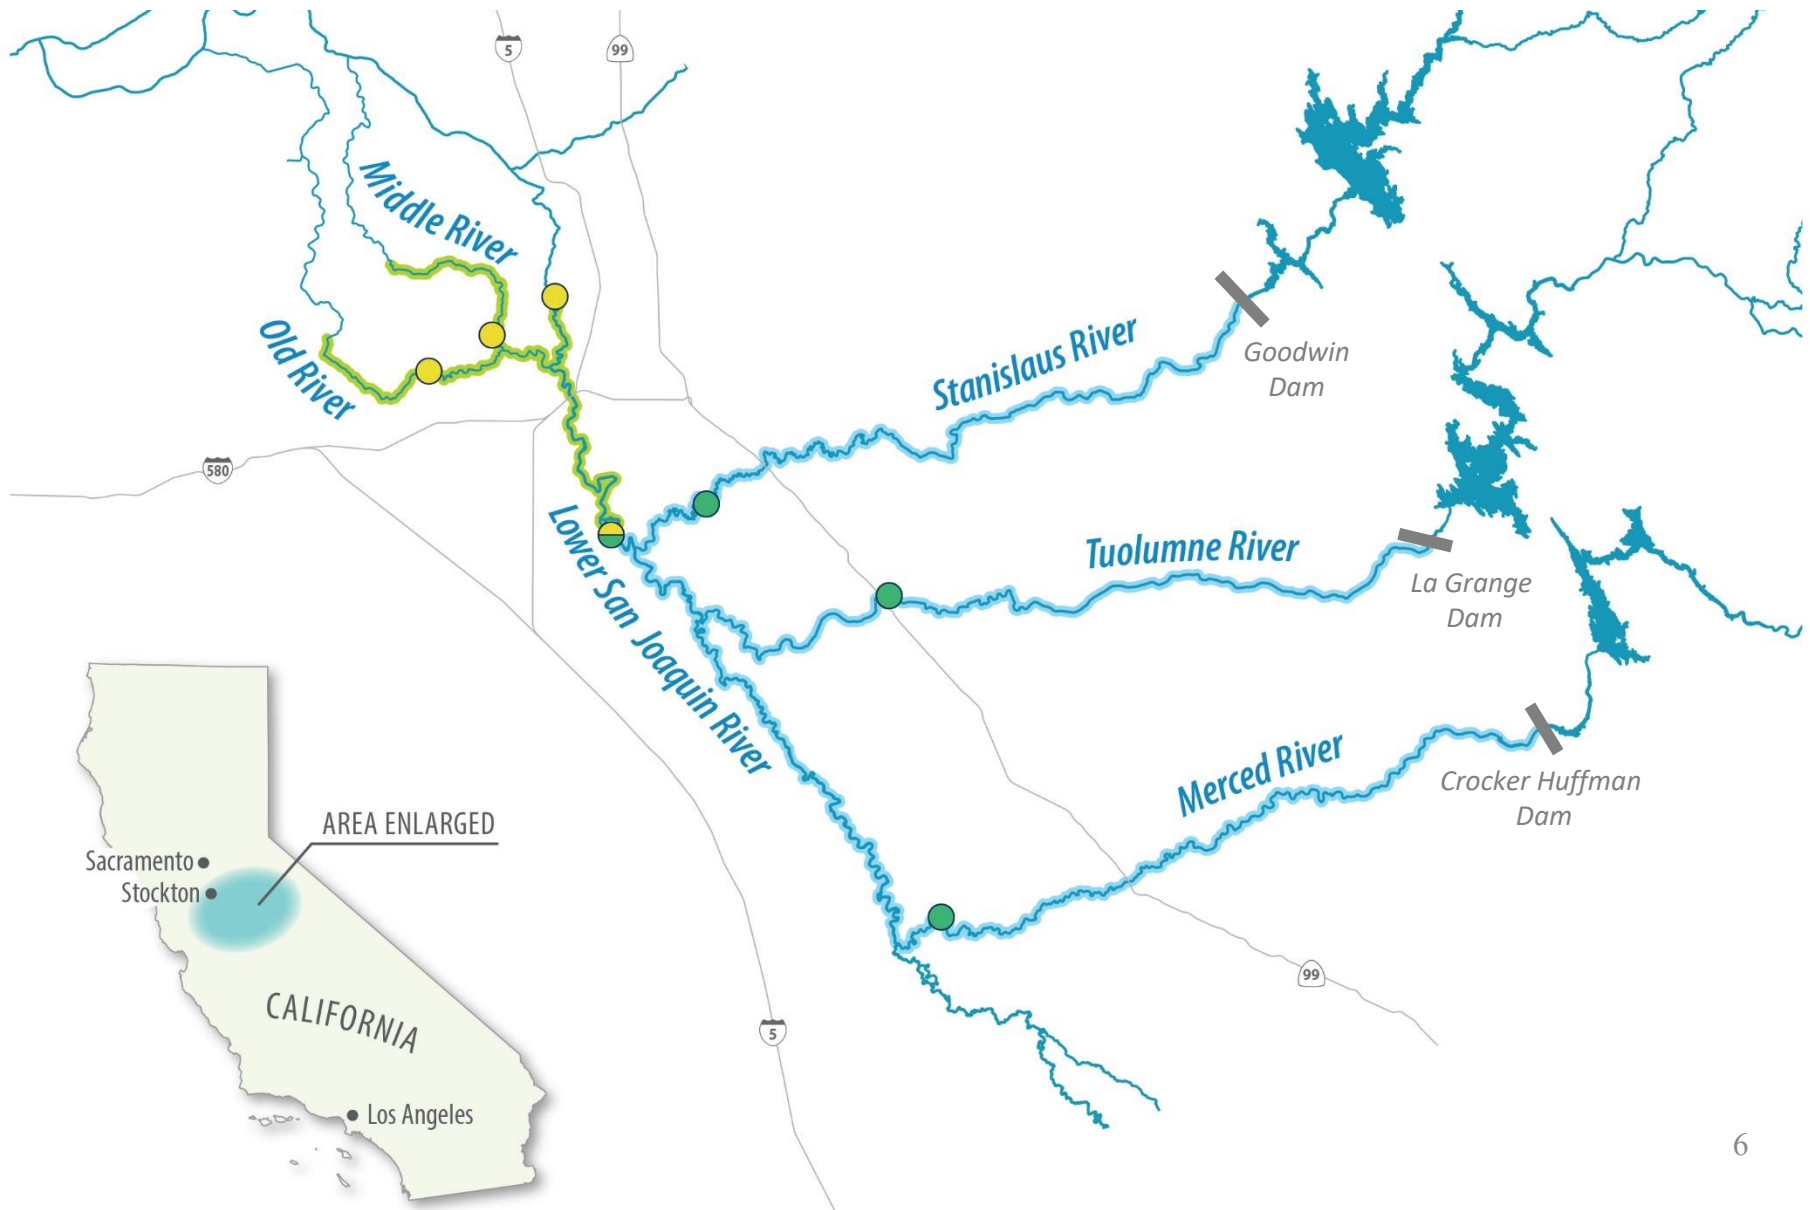 5
99
Middle River
Old River
580
Stanislaus River
Goodwin
Dam
Lower San Joaquin River
Tuolumne River
La Grange
Dam
Merced River
Crocker Huffman
Dam
AREA ENLARGED
Sacramento
Stockton
CALIFORNIA
Los Angeles
99
5
6